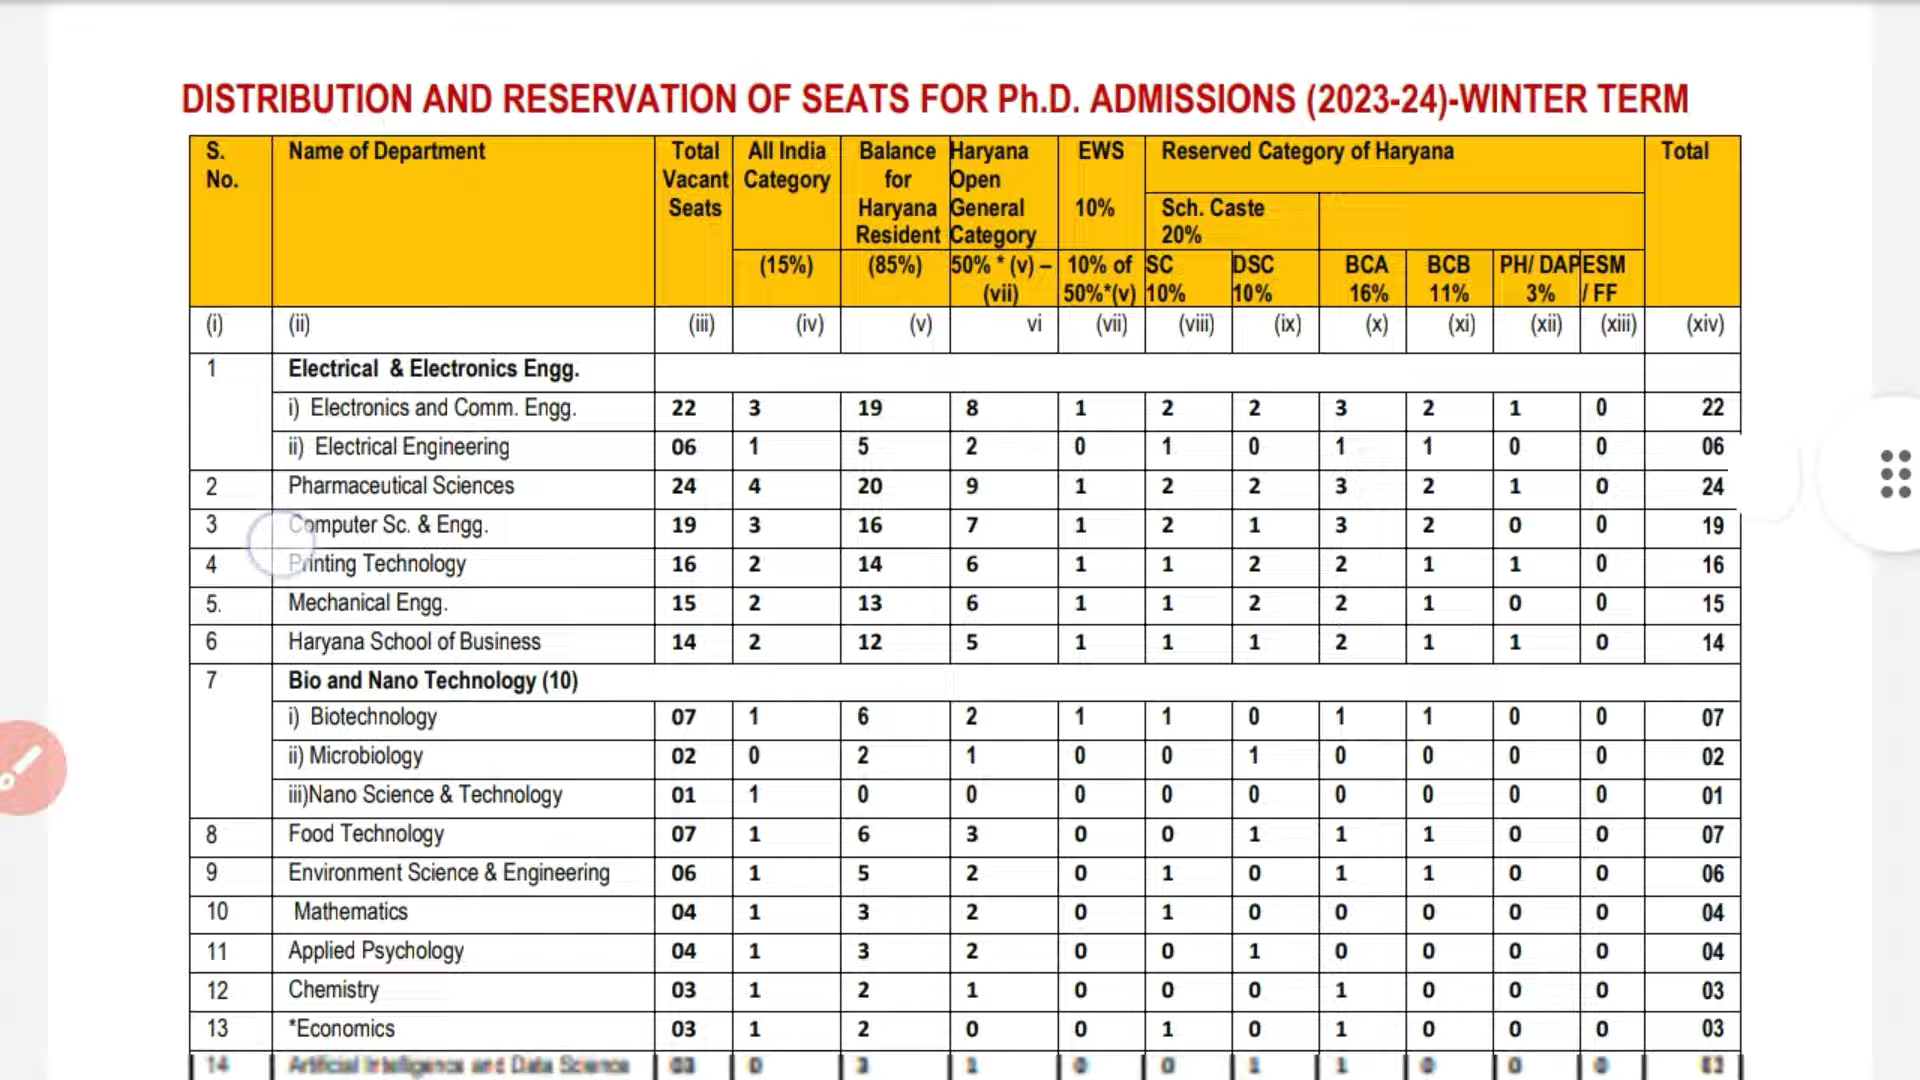 DISTRIBUTION AND RESERVATION OF SEATS FOR Ph.D. ADMISSIONS (2023-24)-WINTER TERM
S. No. Name of Department Total Vacant Seats All India Category Balance for Haryana Resident Haryana Open General Category EWS 10% Reserved Category of Haryana Total
Sch. Caste 20%
(15%) (85%) 50% * (v) – (vii) 10% of 50%*(v) SC 10% DSC 10% BCA 16% BCB 11% PH/ DAP 3% ESM / FF
(i) (ii) (iii) (iv) (v) vi (vii) (viii) (ix) (x) (xi) (xii) (xiii) (xiv)
1 Electrical & Electronics Engg.
i) Electronics and Comm. Engg. 22 3 19 8 1 2 2 3 2 1 0 22
ii) Electrical Engineering 06 1 5 2 0 1 0 1 1 0 0 06
2 Pharmaceutical Sciences 24 4 20 9 1 2 2 3 2 1 0 24
3 Computer Sc. & Engg. 19 3 16 7 1 2 1 3 2 0 0 19
4 Printing Technology 16 2 14 6 1 1 2 2 1 1 0 16
5. Mechanical Engg. 15 2 13 6 1 1 2 2 1 0 0 15
6 Haryana School of Business 14 2 12 5 1 1 1 2 1 1 0 14
7 Bio and Nano Technology (10)
i) Biotechnology 07 1 6 2 1 1 0 1 1 0 0 07
ii) Microbiology 02 0 2 1 0 0 1 0 0 0 0 02
iii)Nano Science & Technology 01 1 0 0 0 0 0 0 0 0 0 01
8 Food Technology 07 1 6 3 0 0 1 1 1 0 0 07
9 Environment Science & Engineering 06 1 5 2 0 1 0 1 1 0 0 06
10 Mathematics 04 1 3 2 0 1 0 0 0 0 0 04
11 Applied Psychology 04 1 3 2 0 0 1 0 0 0 0 04
12 Chemistry 03 1 2 1 0 0 0 1 0 0 0 03
13 *Economics 03 1 2 0 0 1 0 1 0 0 0 03
14 Artificial Intelligence and Data Science 03 0 3 1 0 0 1 1 0 0 0